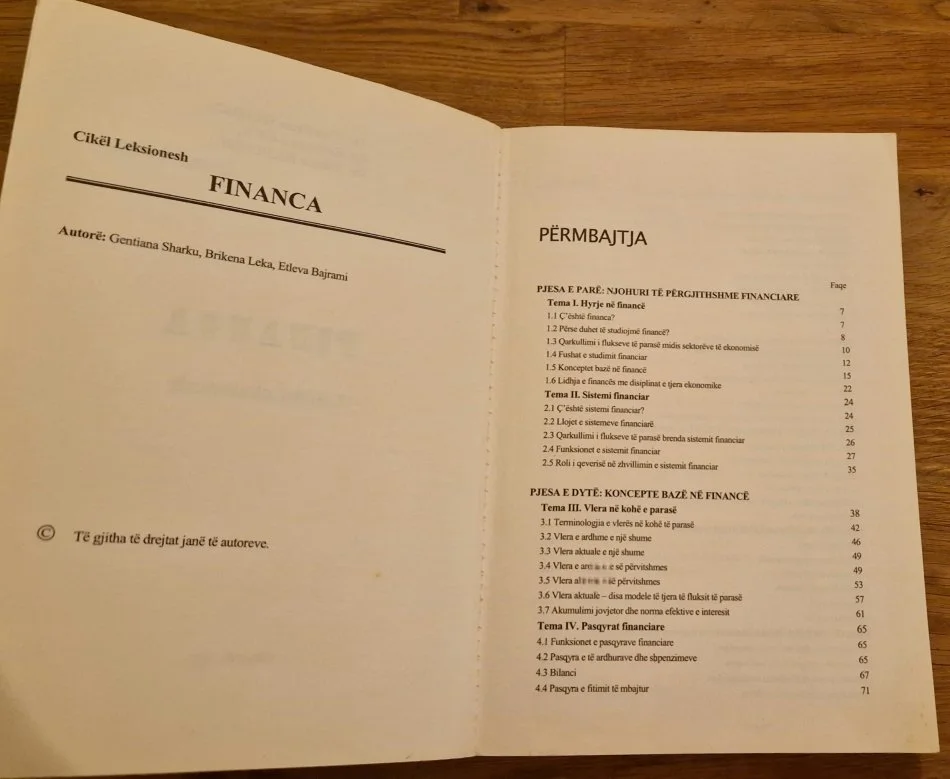 Cikël Leksionesh
FINANCA
Autorë: Gentiana Sharku, Brikena Leka, Etleva Bajrami
© Të gjitha të drejtat janë të autoreve.
PËRMBAJTJA
Faqe
PJESA E PARË: NJOHURI TË PËRGJITHSHME FINANCIARE
Tema I. Hyrje në financë 7
1.1 Ç’është financa? 7
1.2 Përse duhet të studiojmë financë? 8
1.3 Qarkullimi i flukseve të parasë midis sektorëve të ekonomisë 10
1.4 Fushat e studimit financiar 12
1.5 Konceptet bazë në financë 15
1.6 Lidhja e financës me disiplinat e tjera ekonomike 22
Tema II. Sistemi financiar 24
2.1 Ç’është sistemi financiar? 24
2.2 Llojet e sistemeve financiarë 25
2.3 Qarkullimi i flukseve të parasë brenda sistemit financiar 26
2.4 Funksionet e sistemit financiar 27
2.5 Roli i qeverisë në zhvillimin e sistemit financiar 35
PJESA E DYTË: KONCEPTE BAZË NË FINANCË
Tema III. Vlera në kohë e parasë 38
3.1 Terminologjia e vlerës në kohë të parasë 42
3.2 Vlera e ardhme e një shume 46
3.3 Vlera aktuale e një shume 49
3.4 Vlera e së përvitshmes 49
3.5 Vlera së përvitshmes 53
3.6 Vlera aktuale – disa modele të tjera të fluksit të parasë 57
3.7 Akumulimi jovjetor dhe norma efektive e interesit 61
Tema IV. Pasqyrat financiare 65
4.1 Funksionet e pasqyrave financiare 65
4.2 Pasqyra e të ardhurave dhe shpenzimeve 65
4.3 Bilanci 67
4.4 Pasqyra e fitimit të mbajtur 71